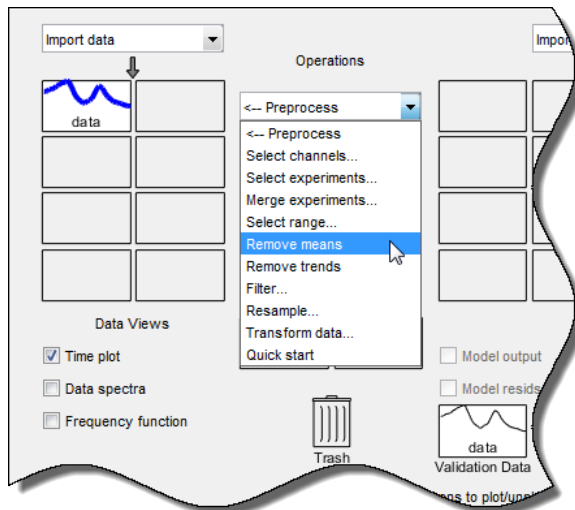 Import data
Impor
Operations
data
<-- Preprocess
<-- Preprocess
Select channels...
Select experiments...
Merge experiments...
Select range...
Remove means
Remove trends
Filter...
Resample...
Transform data...
Quick start
Data Views
Time plot
Data spectra
Frequency function
Trash
Model output
Model resids
data
Validation Data
ons to plot/uns